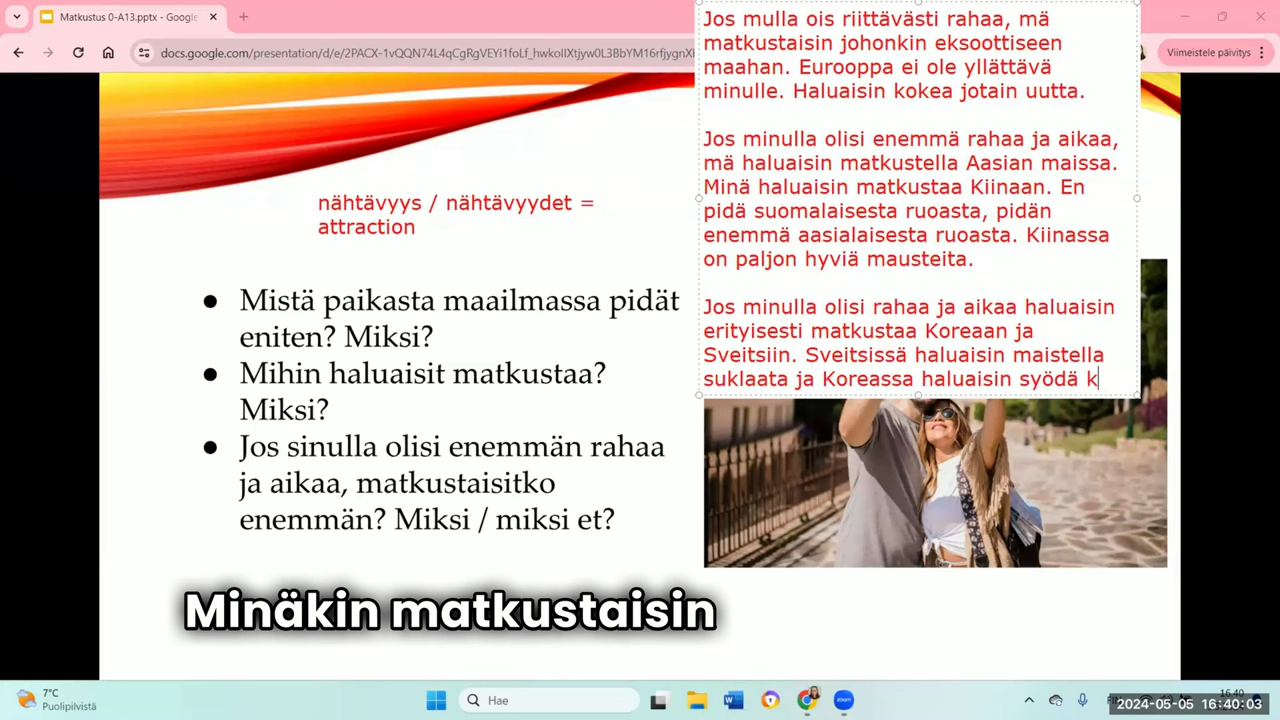 Matkustus 0-A13.pptx - Google
docs.google.com/presentation/d/e/2PACX-1vQQN74LAqCgRgVEYi1foLf_hwkoIIXtjyw0L3BbYM16rfjygnX
Viimeistele päivitys
Jos mulla ois riittävästi rahaa, mä
matkustaisin johonkin eksoottiseen
maahan. Eurooppa ei ole yllättävä
minulle. Haluaisin kokea jotain uutta.
Jos minulla olisi enemmä rahaa ja aikaa,
mä haluaisin matkustella Aasian maissa.
Minä haluaisin matkustaa Kiinaan. En
pidä suomalaisesta ruoasta, pidän
enemmä aasialaisesta ruoasta. Kiinassa
on paljon hyviä mausteita.
Jos minulla olisi rahaa ja aikaa haluaisin
erityisesti matkustaa Koreaan ja
Sveitsiin. Sveitsissä haluaisin maistella
suklaata ja Koreassa haluaisin syödä k
nähtävyys / nähtävyydet =
attraction
● Mistä paikasta maailmassa pidät
eniten? Miksi?
● Mihin haluaisit matkustaa?
Miksi?
● Jos sinulla olisi enemmän rahaa
ja aikaa, matkustaisitko
enemmän? Miksi / miksi et?
Minäkin matkustaisin
7°C
Puolipilvistä
Hae
zoom
16.40
2024-05-05 16:40:03